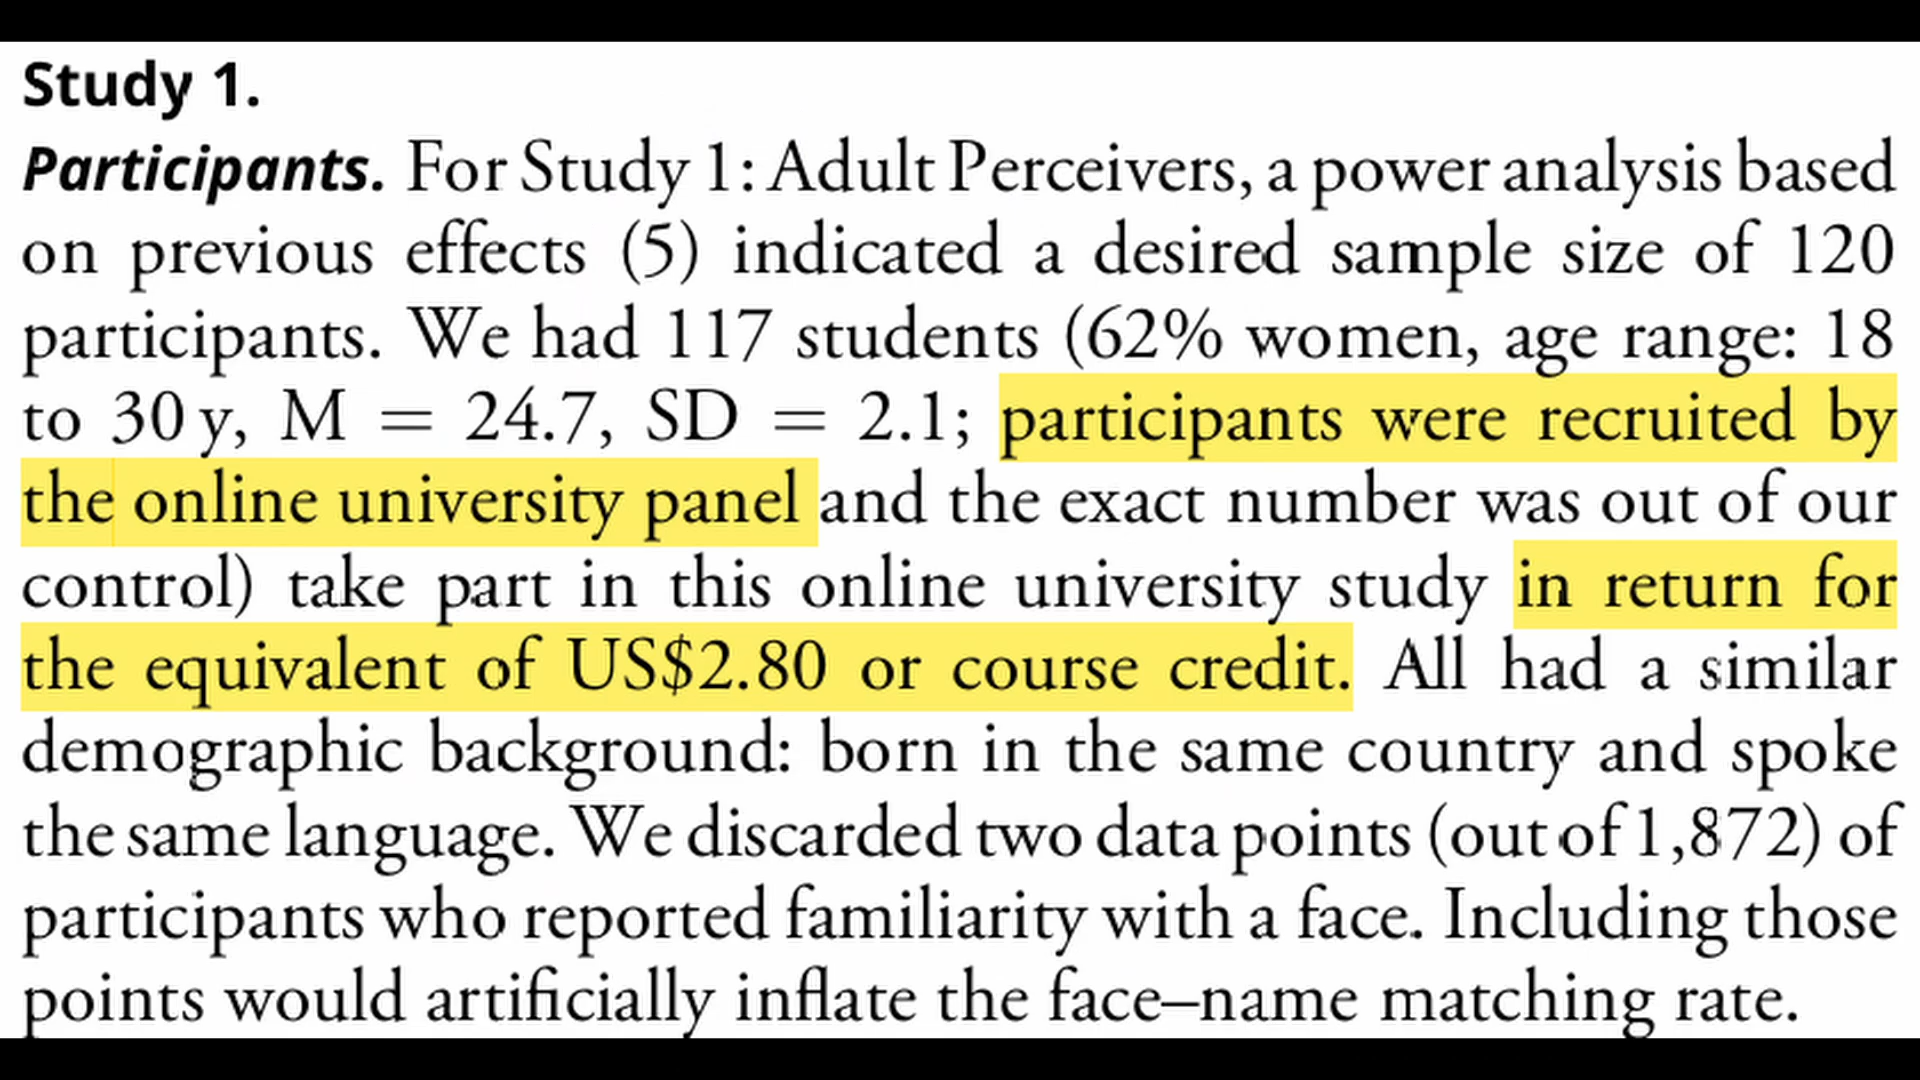 Study 1.
Participants. For Study 1: Adult Perceivers, a power analysis based
on previous effects (5) indicated a desired sample size of 120
participants. We had 117 students (62% women, age range: 18
to 30 y, M = 24.7, SD = 2.1; participants were recruited by
the online university panel and the exact number was out of our
control) take part in this online university study in return for
the equivalent of US$2.80 or course credit. All had a similar
demographic background: born in the same country and spoke
the same language. We discarded two data points (out of 1,872) of
participants who reported familiarity with a face. Including those
points would artificially inflate the face–name matching rate.